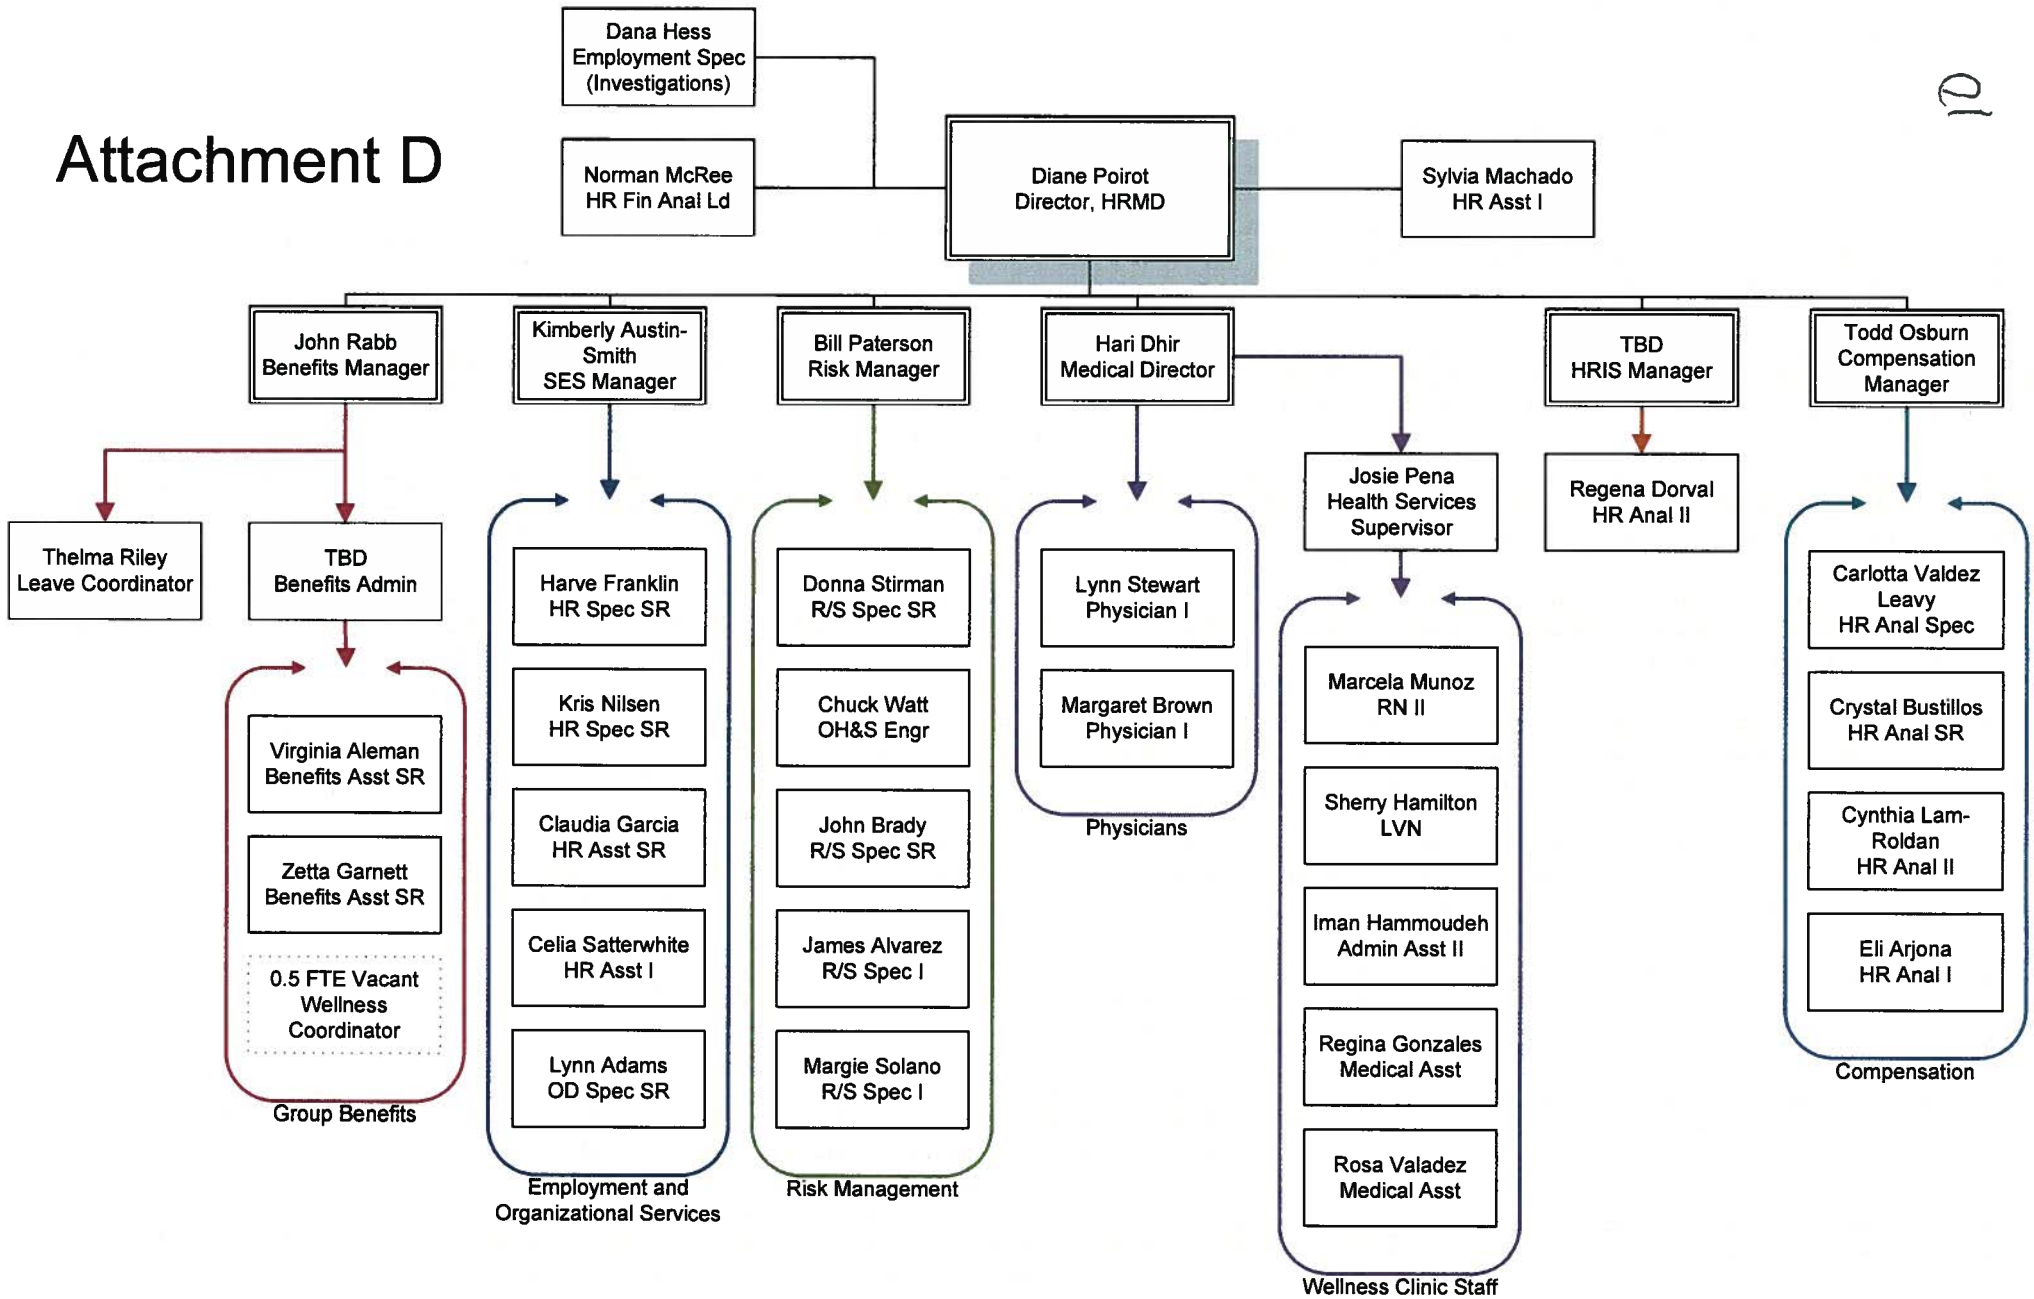 Dana Hess
Employment Spec
(Investigations)
Attachment D
Norman McRee
HR Fin Anal Ld
Diane Poirot
Director, HRMD
Sylvia Machado
HR Asst I
John Rabb
Benefits Manager
Kimberly Austin-
Smith
SES Manager
Bill Paterson
Risk Manager
Hari Dhir
Medical Director
TBD
HRIS Manager
Todd Osburn
Compensation
Manager
Thelma Riley
Leave Coordinator
TBD
Benefits Admin
Virginia Aleman
Benefits Asst SR
Zetta Garnett
Benefits Asst SR
0.5 FTE Vacant
Wellness
Coordinator
Group Benefits
Harve Franklin
HR Spec SR
Kris Nilsen
HR Spec SR
Claudia Garcia
HR Asst SR
Celia Satterwhite
HR Asst I
Lynn Adams
OD Spec SR
Employment and
Organizational Services
Donna Stirman
R/S Spec SR
Chuck Watt
OH&S Engr
John Brady
R/S Spec SR
James Alvarez
R/S Spec I
Margie Solano
R/S Spec I
Risk Management
Lynn Stewart
Physician I
Margaret Brown
Physician I
Physicians
Josie Pena
Health Services
Supervisor
Marcela Munoz
RN II
Sherry Hamilton
LVN
Iman Hammoudeh
Admin Asst II
Regina Gonzales
Medical Asst
Rosa Valadez
Medical Asst
Wellness Clinic Staff
Regena Dorval
HR Anal II
Carlotta Valdez
Leavy
HR Anal Spec
Crystal Bustillos
HR Anal SR
Cynthia Lam-
Roldan
HR Anal II
Eli Arjona
HR Anal I
Compensation